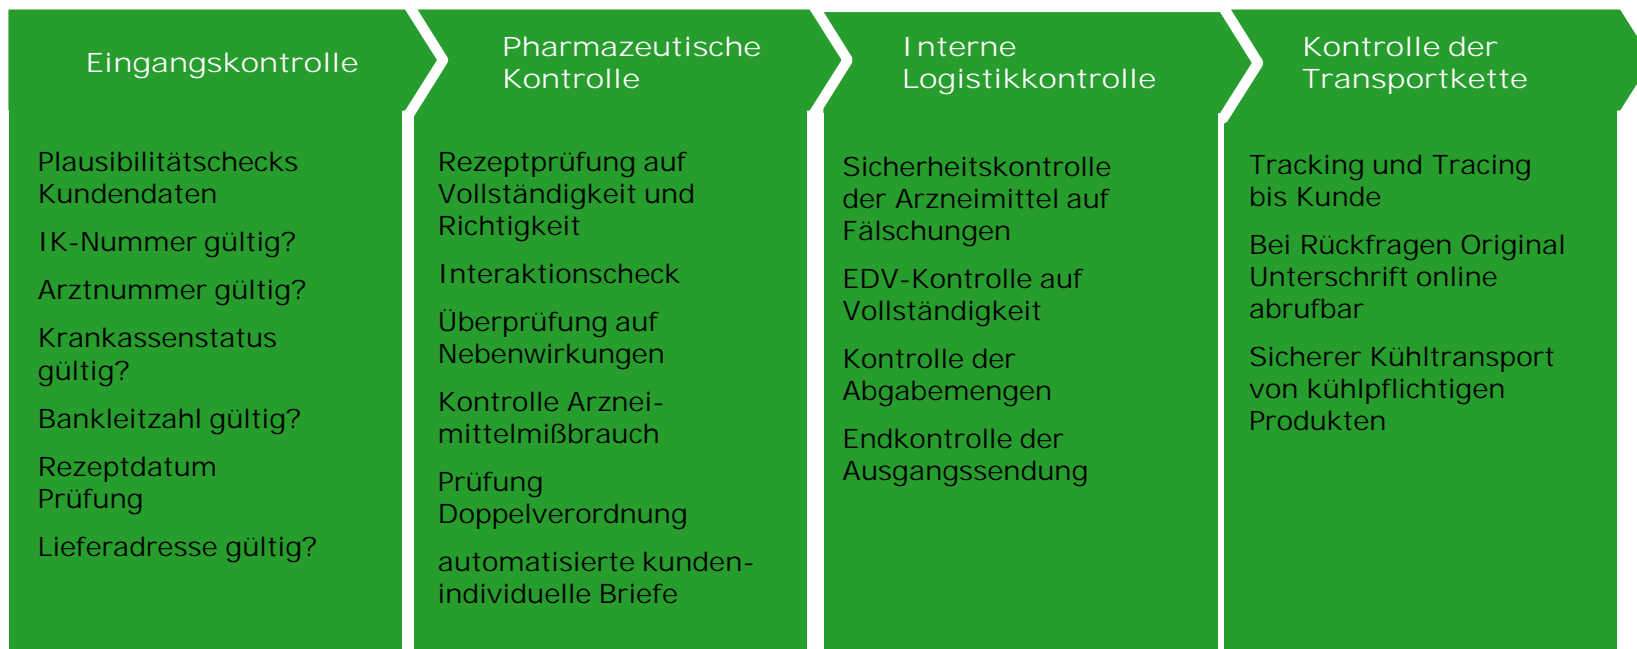 Eingangskontrolle
Plausibilitätschecks
Kundendaten
IK-Nummer gültig?
Arztnummer gültig?
Krankassenstatus
gültig?
Bankleitzahl gültig?
Rezeptdatum
Prüfung
Lieferadresse gültig?
Pharmazeutische
Kontrolle
Rezeptprüfung auf
Vollständigkeit und
Richtigkeit
Interaktionscheck
Überprüfung auf
Nebenwirkungen
Kontrolle Arznei-
mittelmißbrauch
Prüfung
Doppelverordnung
automatisierte kunden-
individuelle Briefe
Interne
Logistikkontrolle
Sicherheitskontrolle
der Arzneimittel auf
Fälschungen
EDV-Kontrolle auf
Vollständigkeit
Kontrolle der
Abgabemengen
Endkontrolle der
Ausgangssendung
Kontrolle der
Transportkette
Tracking und Tracing
bis Kunde
Bei Rückfragen Original
Unterschrift online
abrufbar
Sicherer Kühltransport
von kühlpflichtigen
Produkten